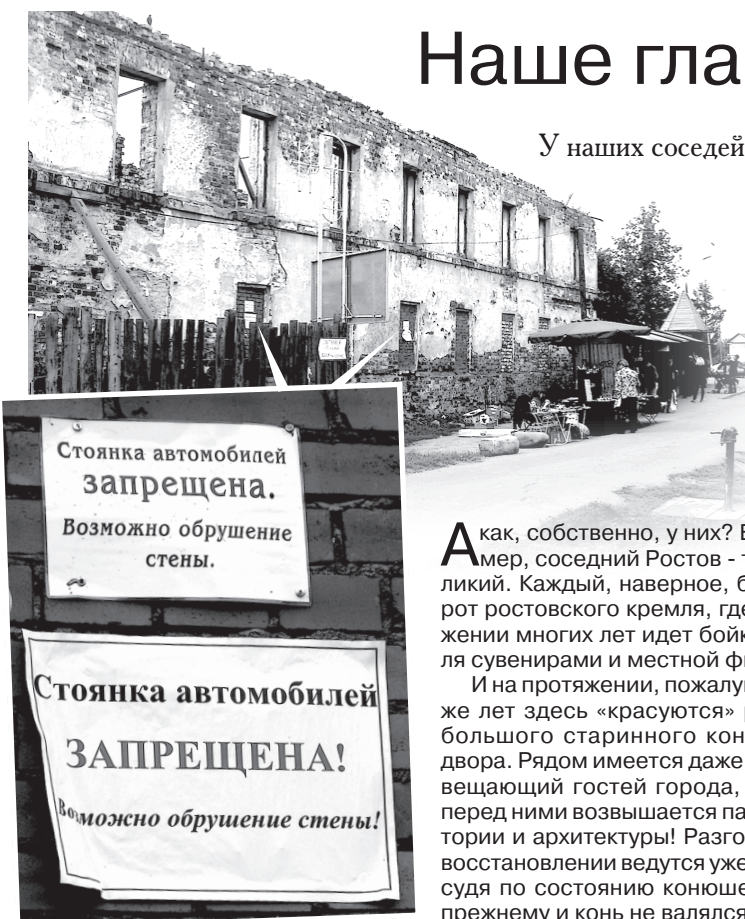 Наше гла
У наших соседей
Стоянка автомобилей
запрещена.
Возможно обрушение
стены.
Стоянка автомобилей
ЗАПРЕЩЕНА!
Возможно обрушение стены!
А как, собственно, у них? В
мер, соседний Ростов - т
ликий. Каждый, наверное, б
рот ростовского кремля, где
жении многих лет идет бойк
ля сувенирами и местной ф
И на протяжении, пожалу
же лет здесь «красуются» р
большого старинного кон
двора. Рядом имеется даже
вещающий гостей города,
перед ними возвышается па
тории и архитектуры! Разго
восстановлении ведутся уже
судя по состоянию конюше
прежнему и конь не валялся